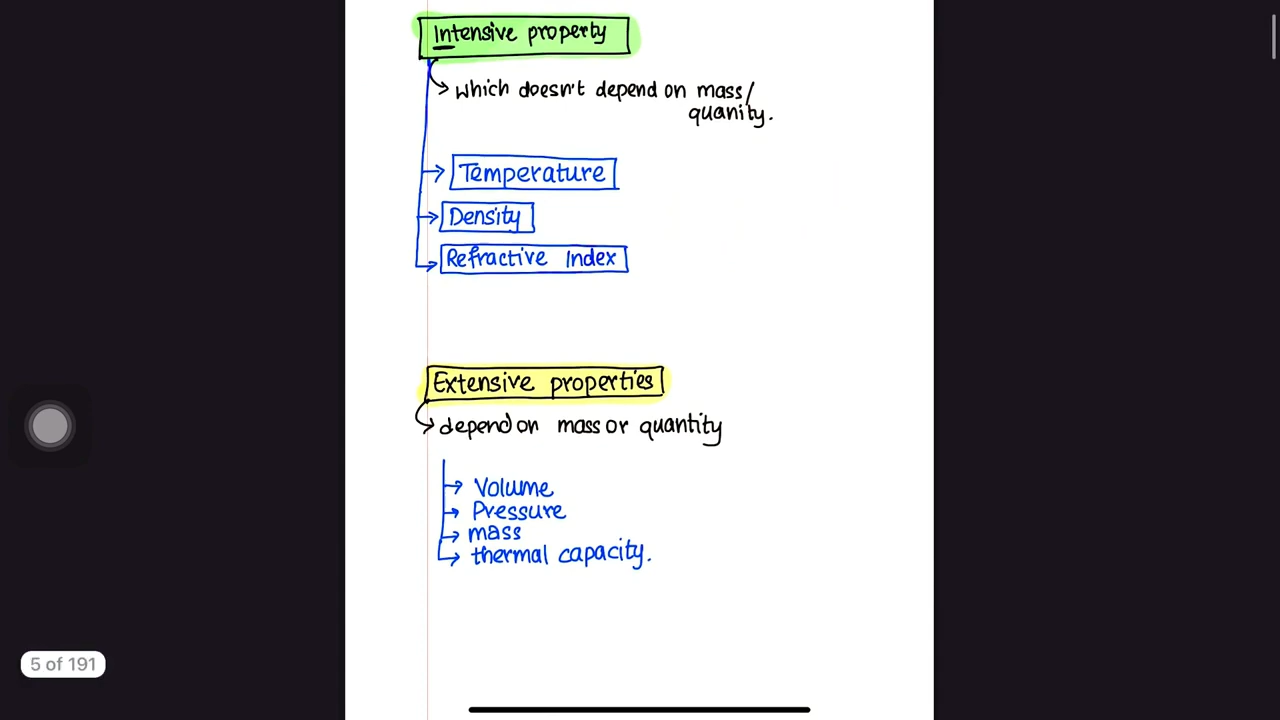 Intensive property
which doesn't depend on mass/
quanity.
Temperature
Density
Refractive Index
Extensive properties
depend on mass or quantity
Volume
Pressure
mass
thermal capacity.
5 of 191